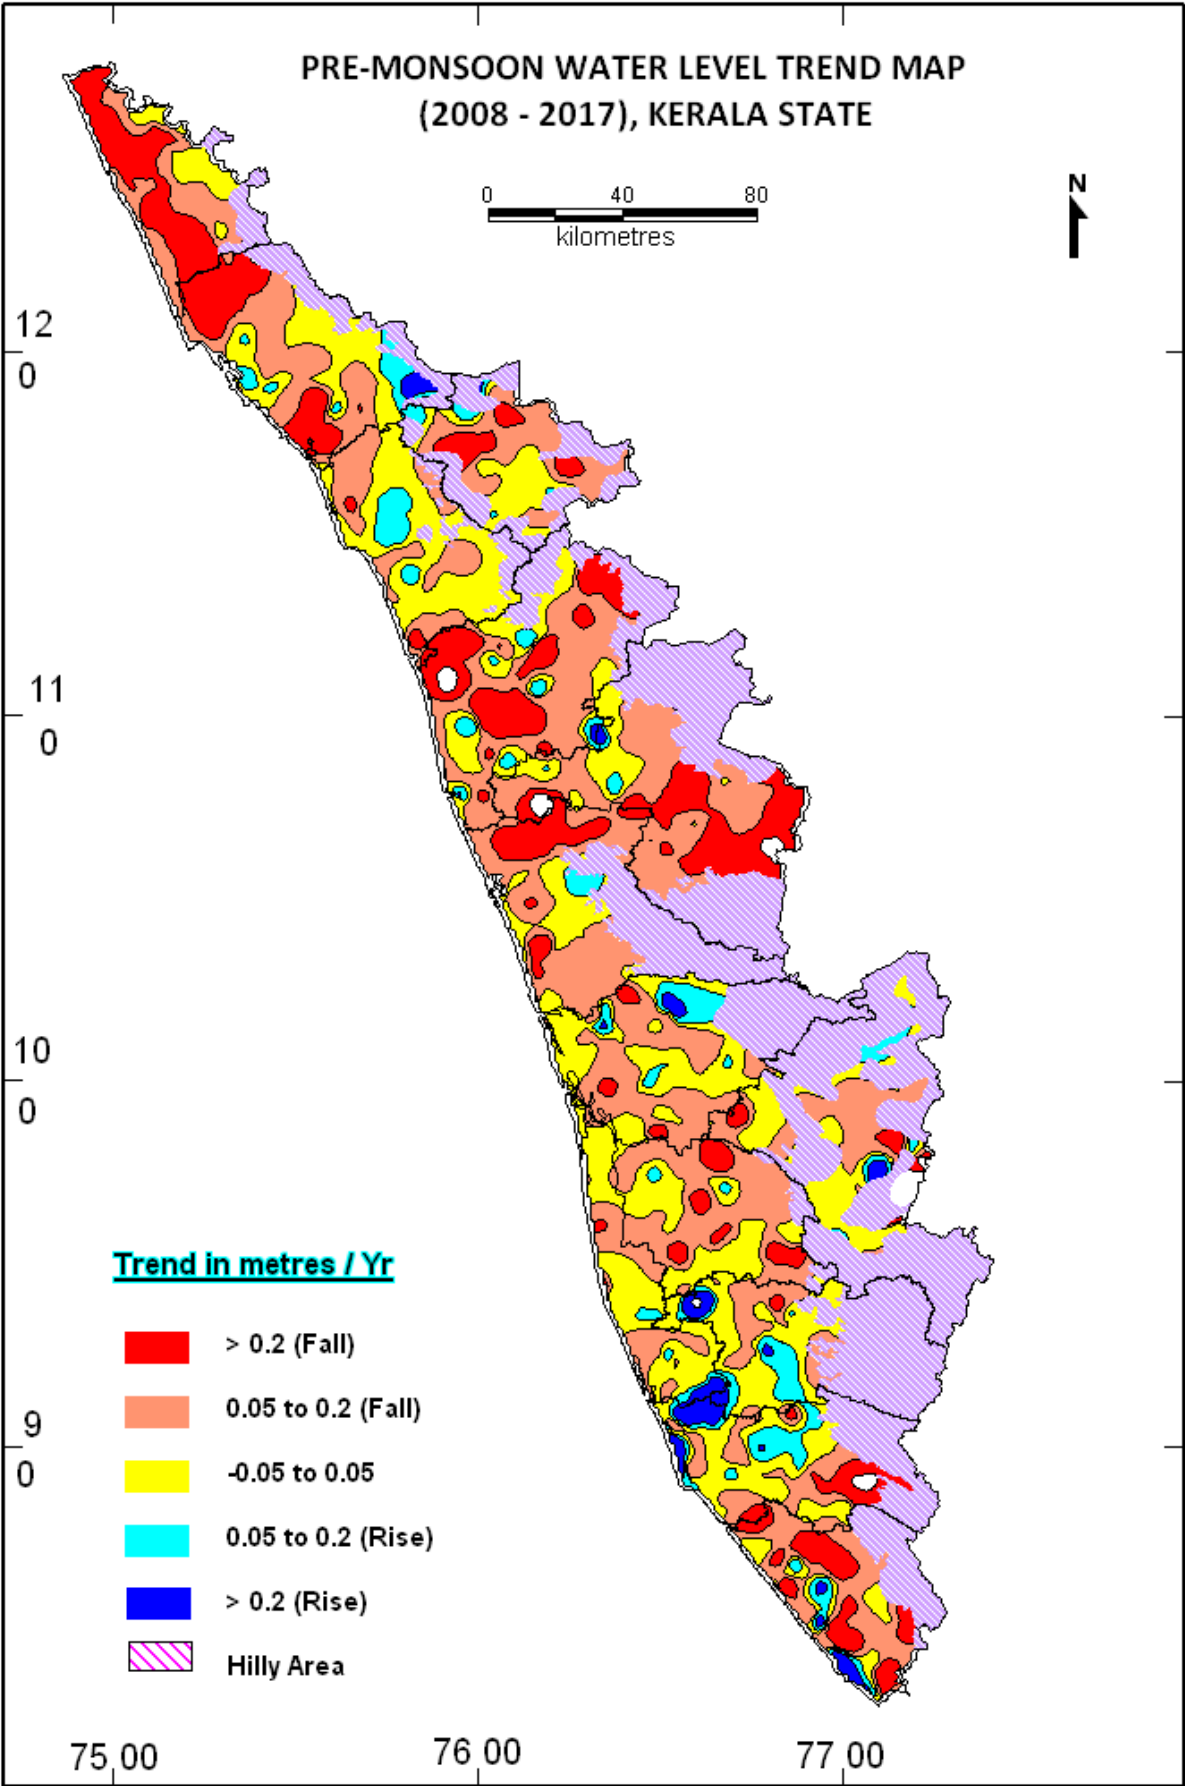 PRE-MONSOON WATER LEVEL TREND MAP
(2008 - 2017), KERALA STATE
N
0 40 80
kilometres
12
0
11
0
10
0
9
0
Trend in metres / Yr
> 0.2 (Fall)
0.05 to 0.2 (Fall)
-0.05 to 0.05
0.05 to 0.2 (Rise)
> 0.2 (Rise)
Hilly Area
75 00 76 00 77 00